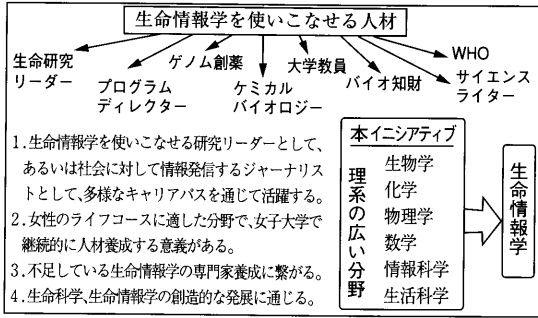 生命情報学を使いこなせる人材
生命研究
リーダー
プログラム
ディレクター
ゲノム創薬
ケミカル
バイオロジー
大学教員
バイオ知財
WHO
サイエンス
ライター
1.生命情報学を使いこなせる研究リーダーとして、
あるいは社会に対して情報発信するジャーナリス
トとして、多様なキャリアパスを通じて活躍する。
2.女性のライフコースに適した分野で、女子大学で
継続的に人材養成する意義がある。
3.不足している生命情報学の専門家養成に繋がる。
4.生命科学、生命情報学の創造的な発展に通じる。
本イニシアティブ
理系の広い分野
生物学
化学
物理学
数学
情報科学
生活科学
生命情報学